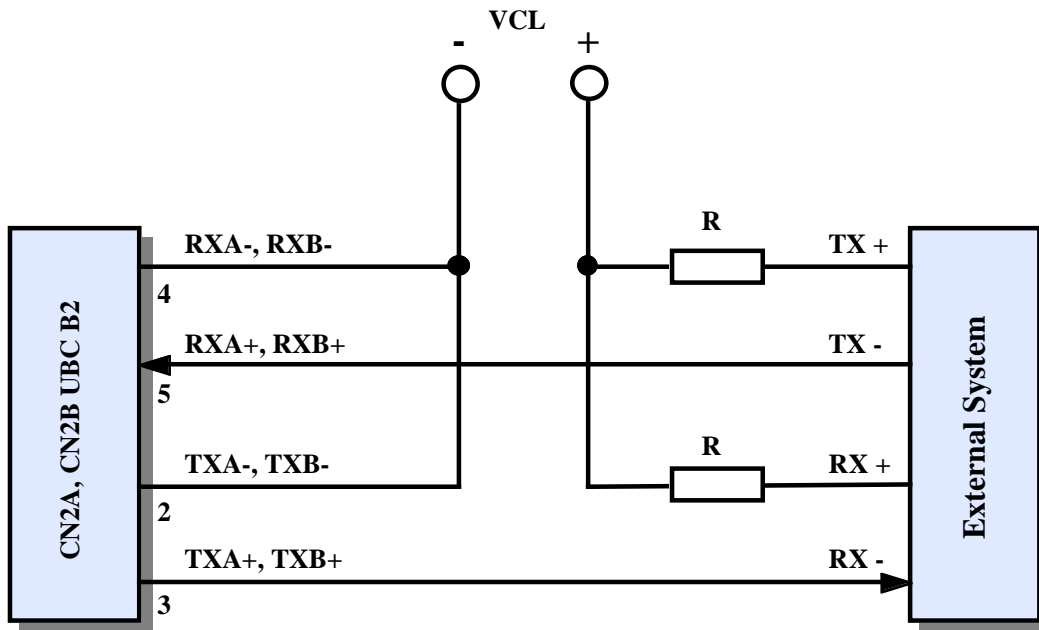 VCL
- +
R
RXA-, RXB-
TX +
4
RXA+, RXB+
TX -
5
R
TXA-, TXB-
RX +
2
TXA+, TXB+
RX -
3
CN2A, CN2B UBC B2
External System